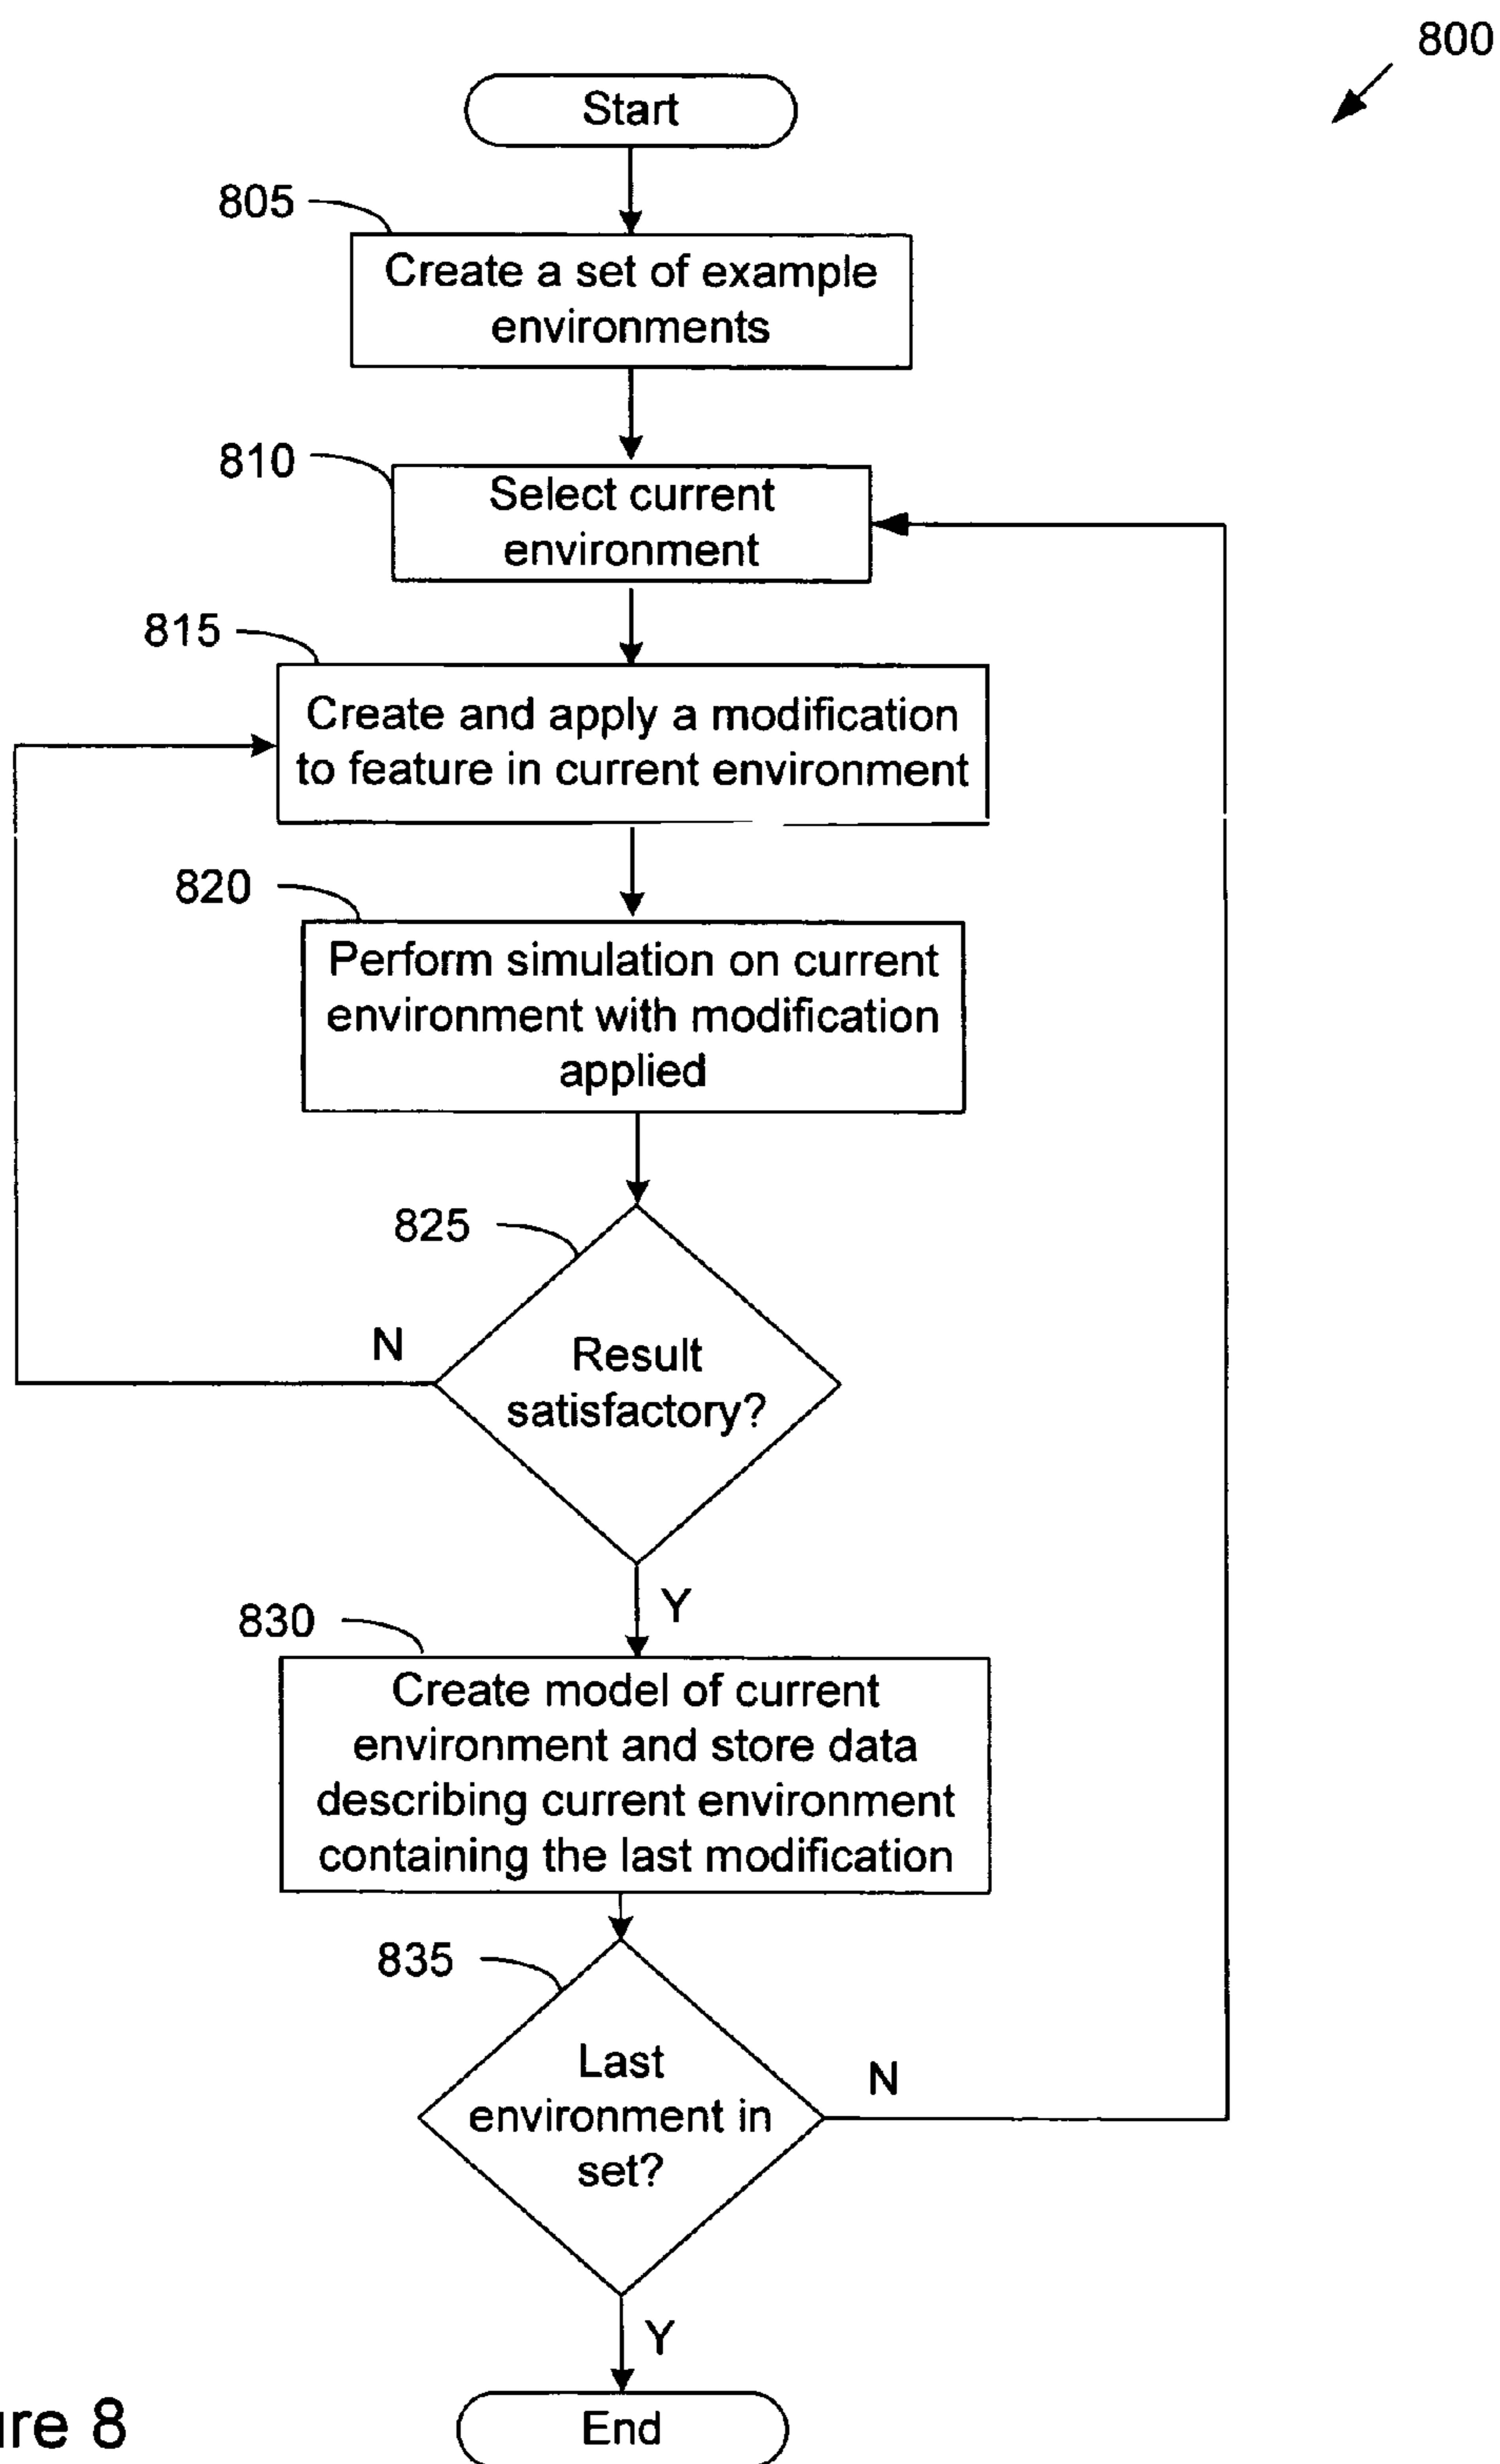 800
Start
805
Create a set of example
environments
810
Select current
environment
815
Create and apply a modification
to feature in current environment
820
Perform simulation on current
environment with modification
applied
825
Result
satisfactory?
N
Y
830
Create model of current
environment and store data
describing current environment
containing the last modification
835
Last
environment in
set?
N
Y
End
ure 8